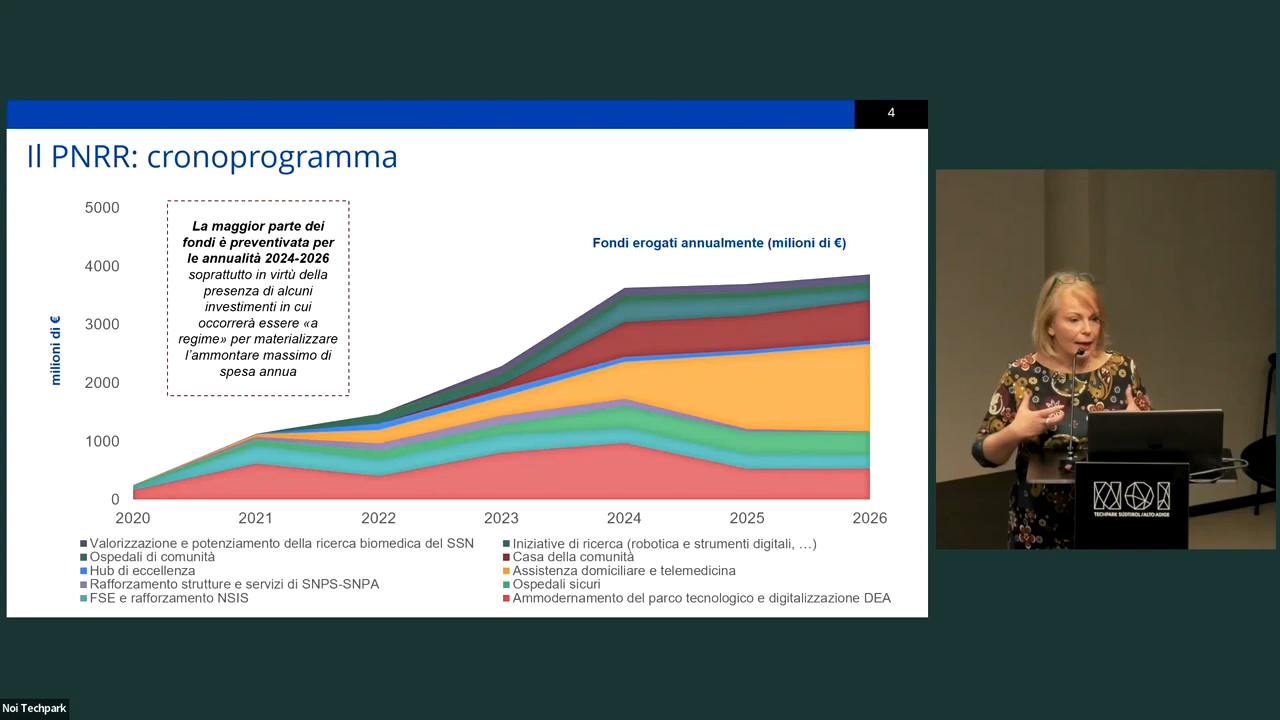 4
Il PNRR: cronoprogramma
La maggior parte dei
fondi è preventivata per
le annualità 2024-2026
soprattutto in virtù della
presenza di alcuni
investimenti in cui
occorrerà essere «a
regime» per materializzare
l'ammontare massimo di
spesa annua
Fondi erogati annualmente (milioni di €)
milioni di €
5000
4000
3000
2000
1000
0
2020 2021 2022 2023 2024 2025 2026
Valorizzazione e potenziamento della ricerca biomedica del SSN
Iniziative di ricerca (robotica e strumenti digitali, …)
Ospedali di comunità
Casa della comunità
Hub di eccellenza
Assistenza domiciliare e telemedicina
Rafforzamento strutture e servizi di SNPS-SNPA
Ospedali sicuri
FSE e rafforzamento NSIS
Ammodernamento del parco tecnologico e digitalizzazione DEA
NOI
TECHPARK SÜDTIROL/ALTO ADIGE
Noi Techpark